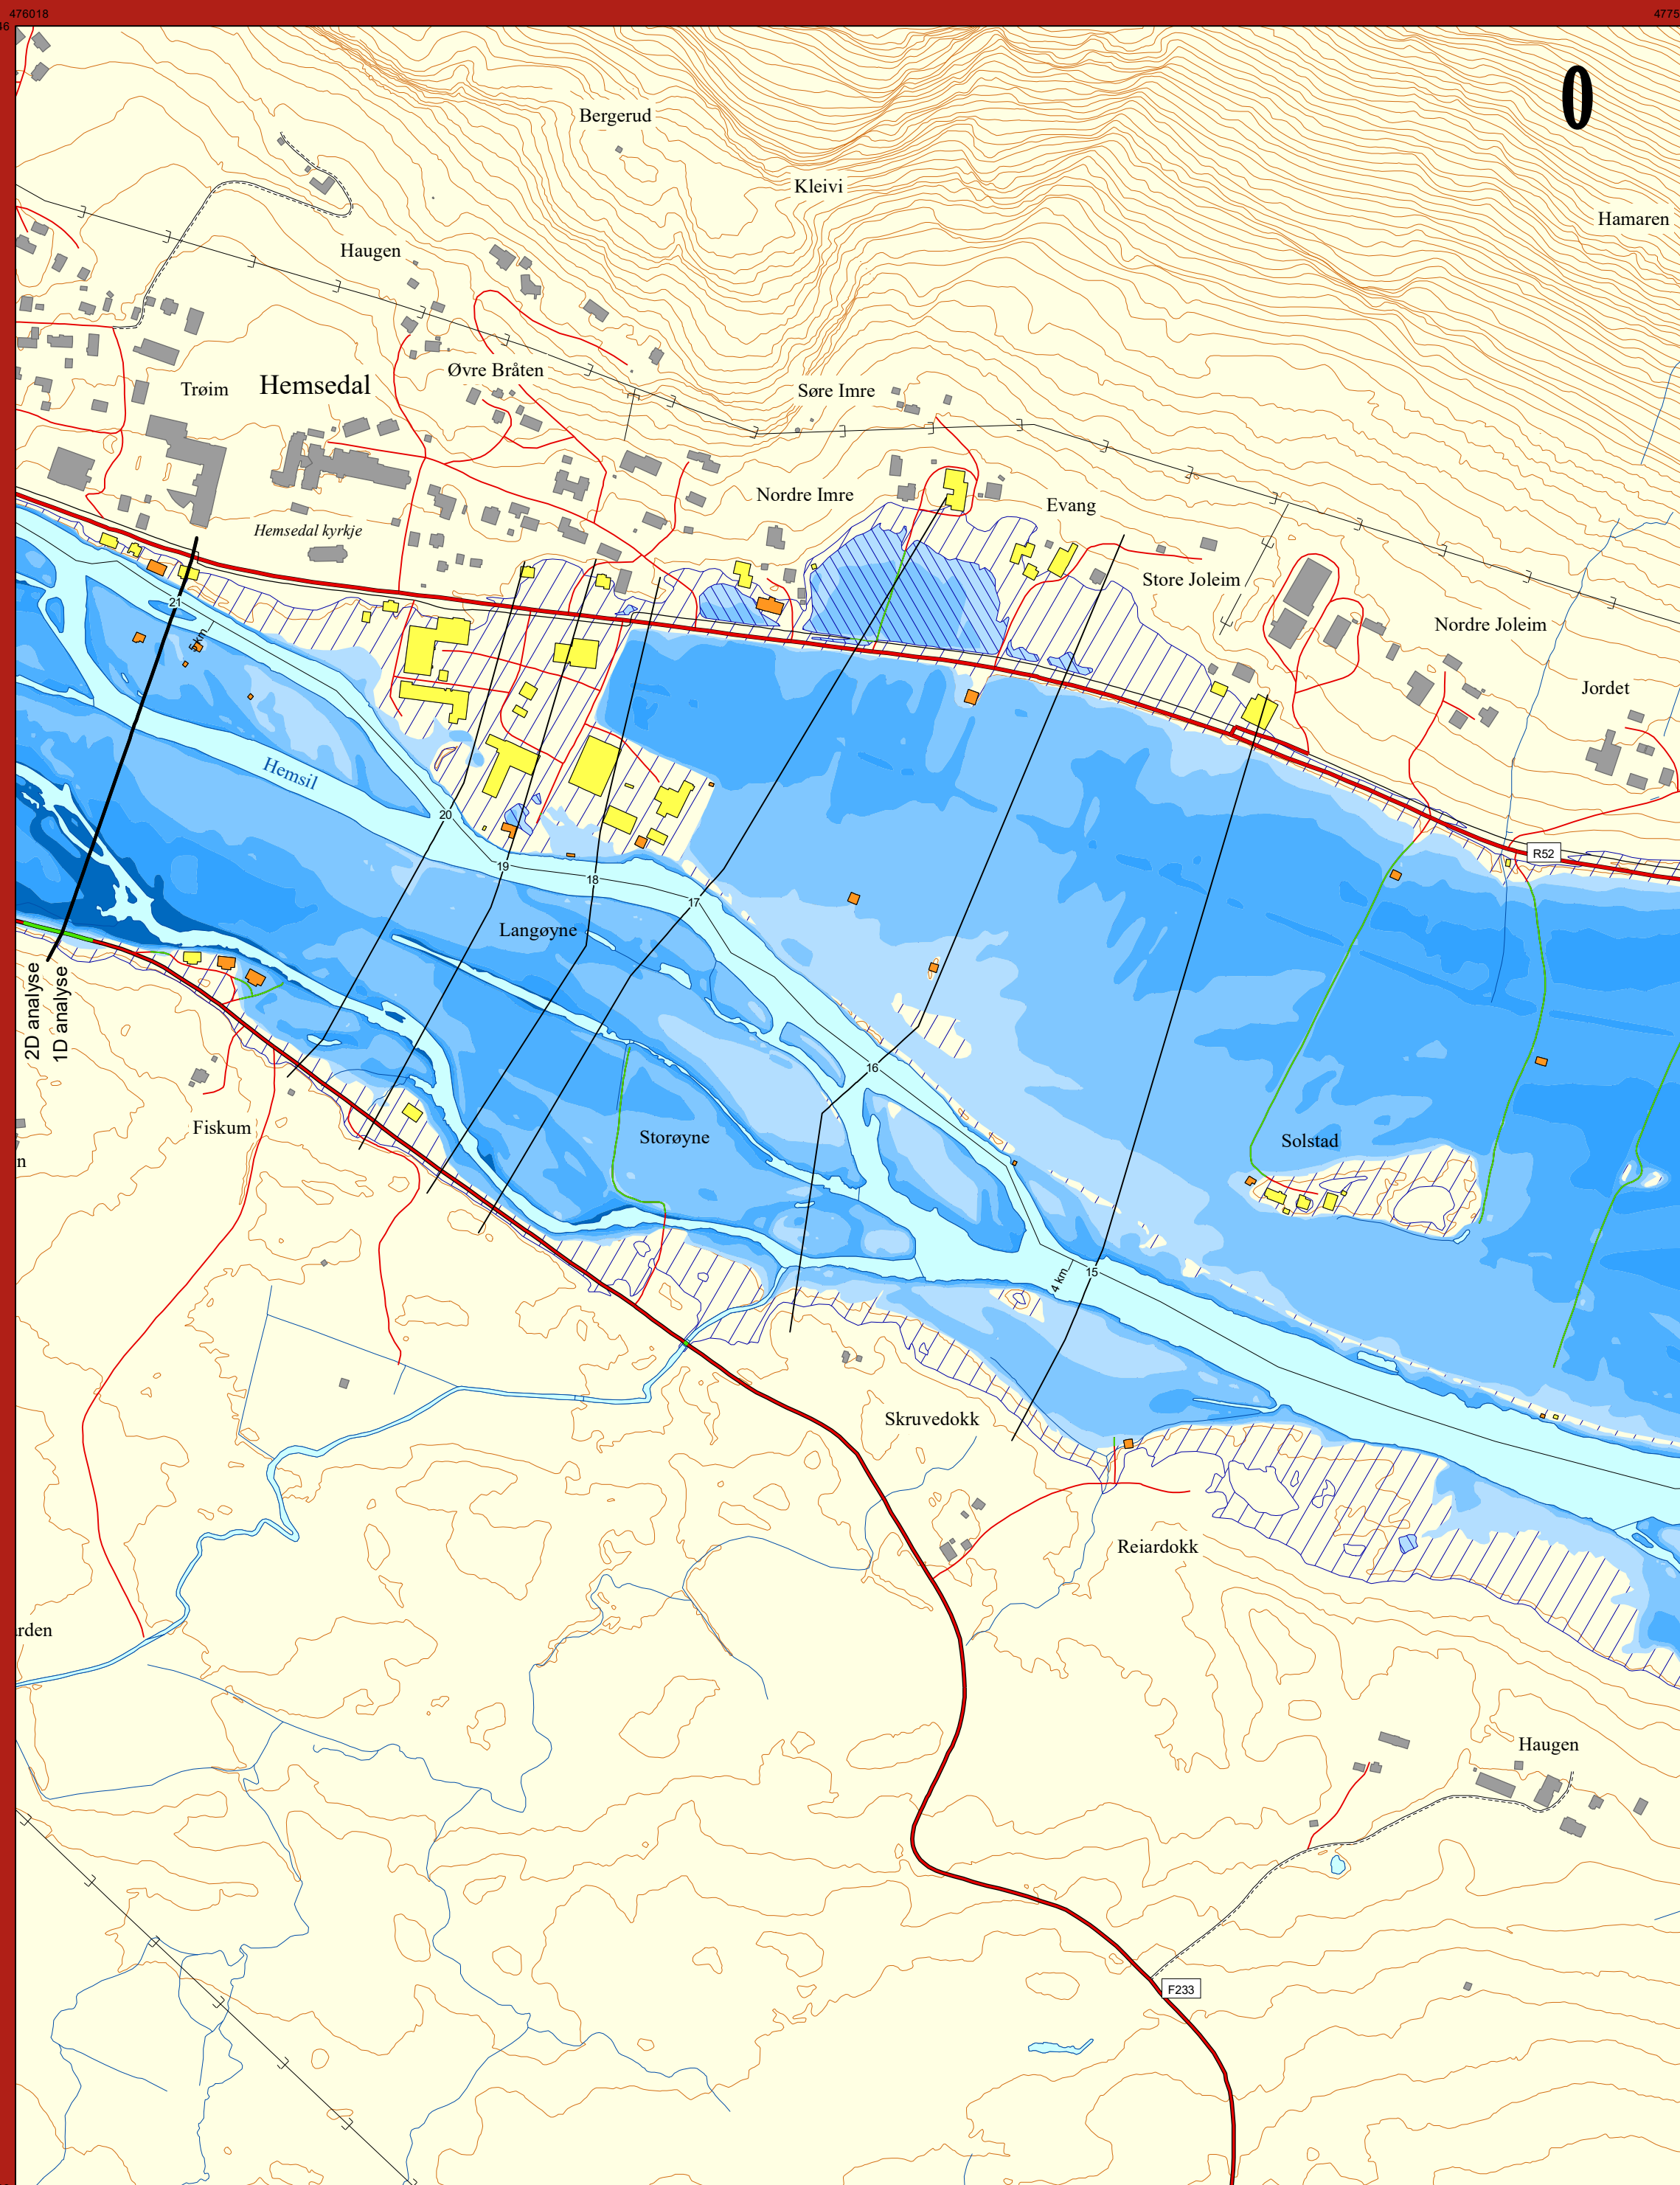 476018
4775
46
0
Bergerud
Kleivi
Hamaren
Haugen
Øvre Bråten
Trøim
Hemsedal
Søre Imre
Nordre Imre
Evang
Hemsedal kyrkje
Store Joleim
Nordre Joleim
Jordet
21
5 km
Hemsil
20
19
18
17
R52
Langøyne
2D analyse
1D analyse
16
Fiskum
Storøyne
Solstad
n
15
4 km
Skruvedokk
Reiardokk
rden
Haugen
F233